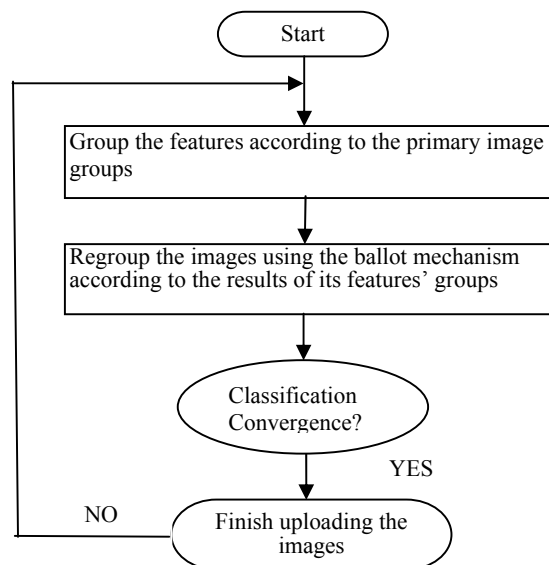 Start
Group the features according to the primary image
groups
Regroup the images using the ballot mechanism
according to the results of its features’ groups
Classification
Convergence?
YES
NO
Finish uploading the
images